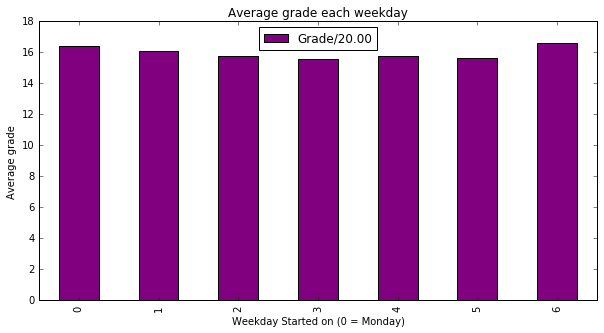 Average grade each weekday
Grade/20.00
Average grade
18
16
14
12
10
8
6
4
2
0
0 1 2 3 4 5 6
Weekday Started on (0 = Monday)